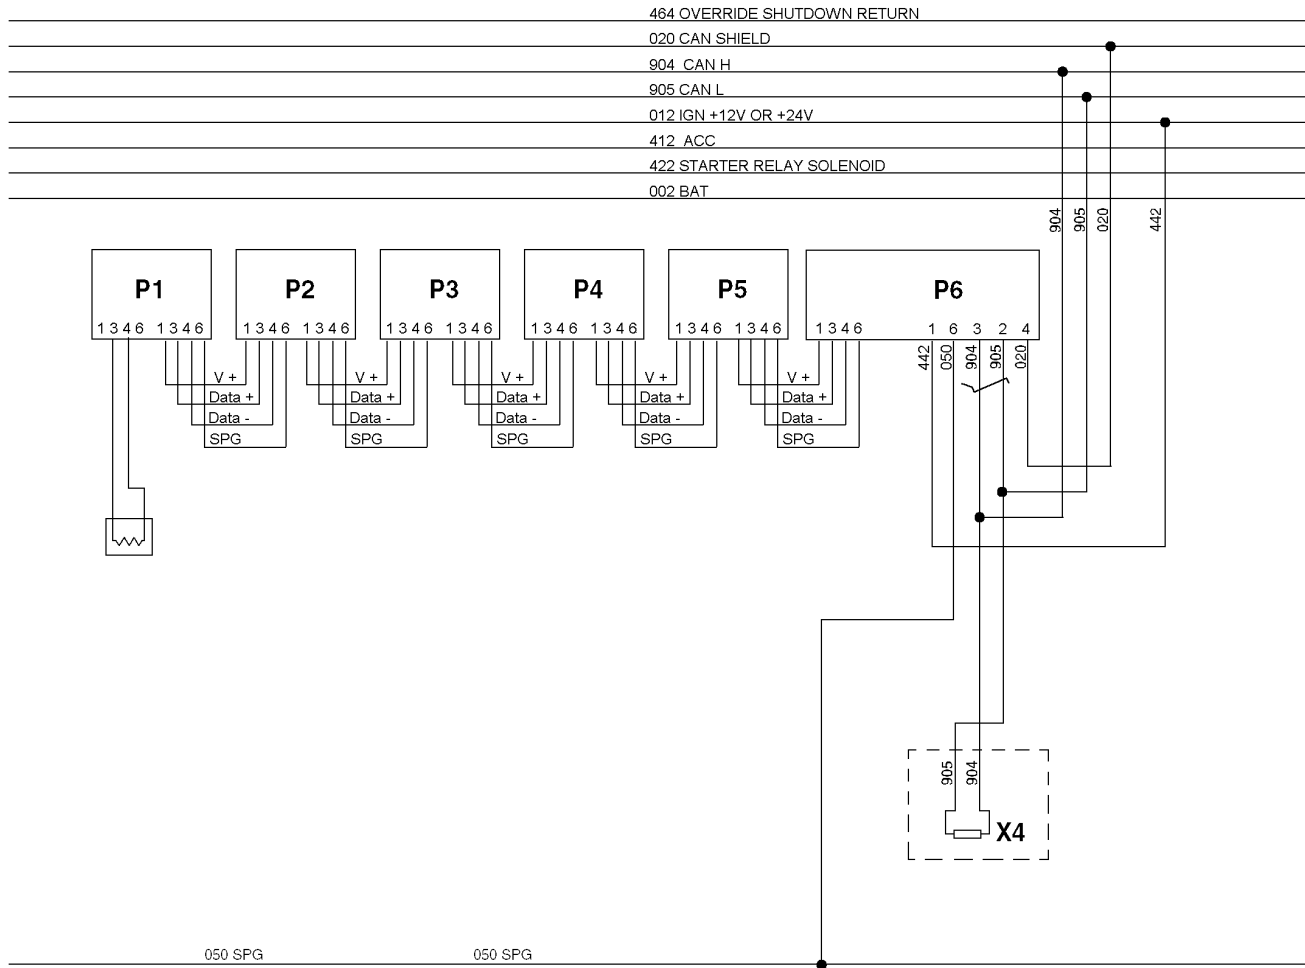 464 OVERRIDE SHUTDOWN RETURN
020 CAN SHIELD
904 CAN H
905 CAN L
012 IGN +12V OR +24V
412 ACC
422 STARTER RELAY SOLENOID
002 BAT
904 905 020 442
P1 P2 P3 P4 P5 P6
1 3 4 6 1 3 4 6 1 3 4 6 1 3 4 6 1 3 4 6 1 3 4 6 1 3 4 6 1 3 4 6 1 3 4 6 1 3 4 6 1 3 4 6 1 6 3 2 4
442 050 904 905 020
V + V + V + V + V +
Data + Data + Data + Data + Data +
Data - Data - Data - Data - Data -
SPG SPG SPG SPG SPG
905 904
X4
050 SPG 050 SPG